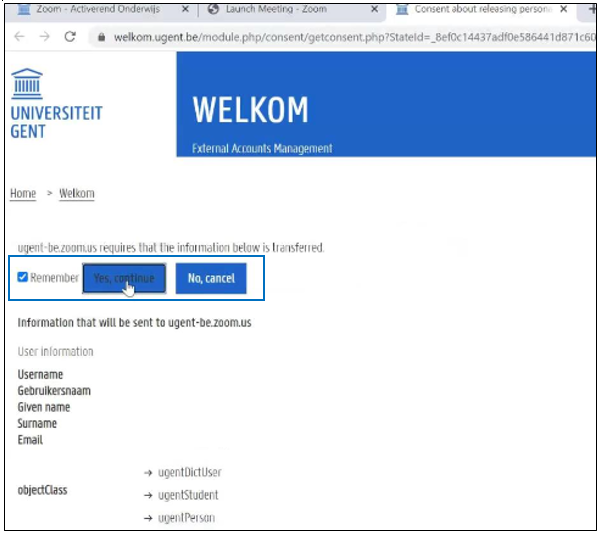 Zoom - Activerend Onderwijs
Launch Meeting - Zoom
Consent about releasing person
welkom.ugent.be/module.php/consent/getconsent.php?StateId=_8ef0c14437adf0e586441d871c60
UNIVERSITEIT
GENT
WELKOM
External Accounts Management
Home > Welkom
ugent-be.zoom.us requires that the information below is transferred.
Remember Yes, continue No, cancel
Information that will be sent to ugent-be.zoom.us
User information
Username
Gebruikersnaam
Given name
Surname
Email
objectClass
→ ugentDictUser
→ ugentStudent
→ ugentPerson